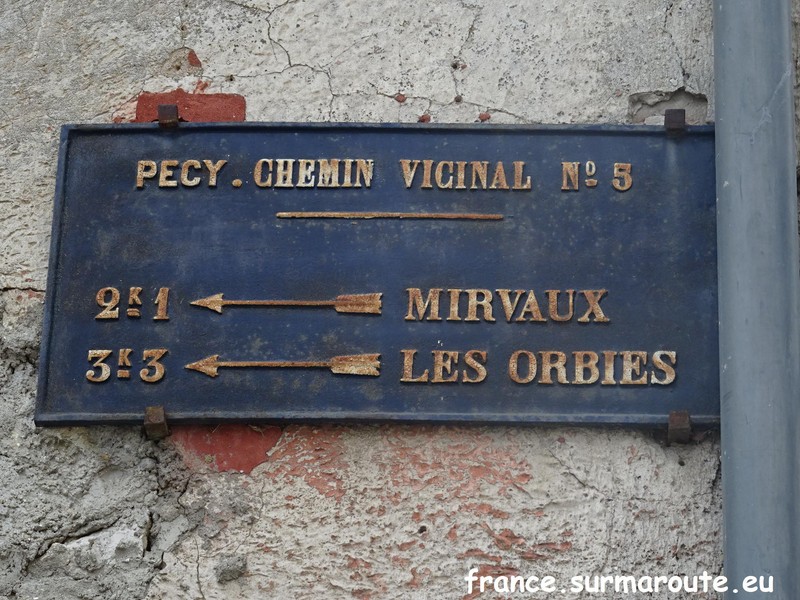 PECY. CHEMIN VICINAL Nº 5
2K1 MIRVAUX
3K3 LES ORBIES
france.surmaroute.eu